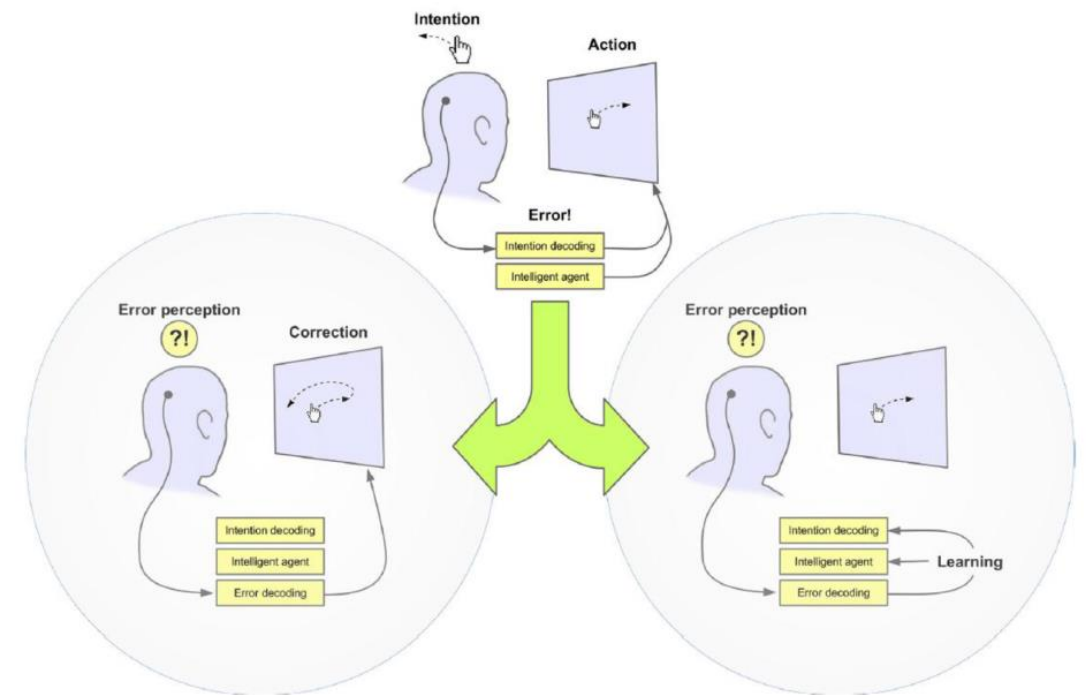 Intention
Action
Error!
Intention decoding
Intelligent agent
Error perception
?!
Correction
Intention decoding
Intelligent agent
Error decoding
Error perception
?!
Intention decoding
Intelligent agent
Learning
Error decoding